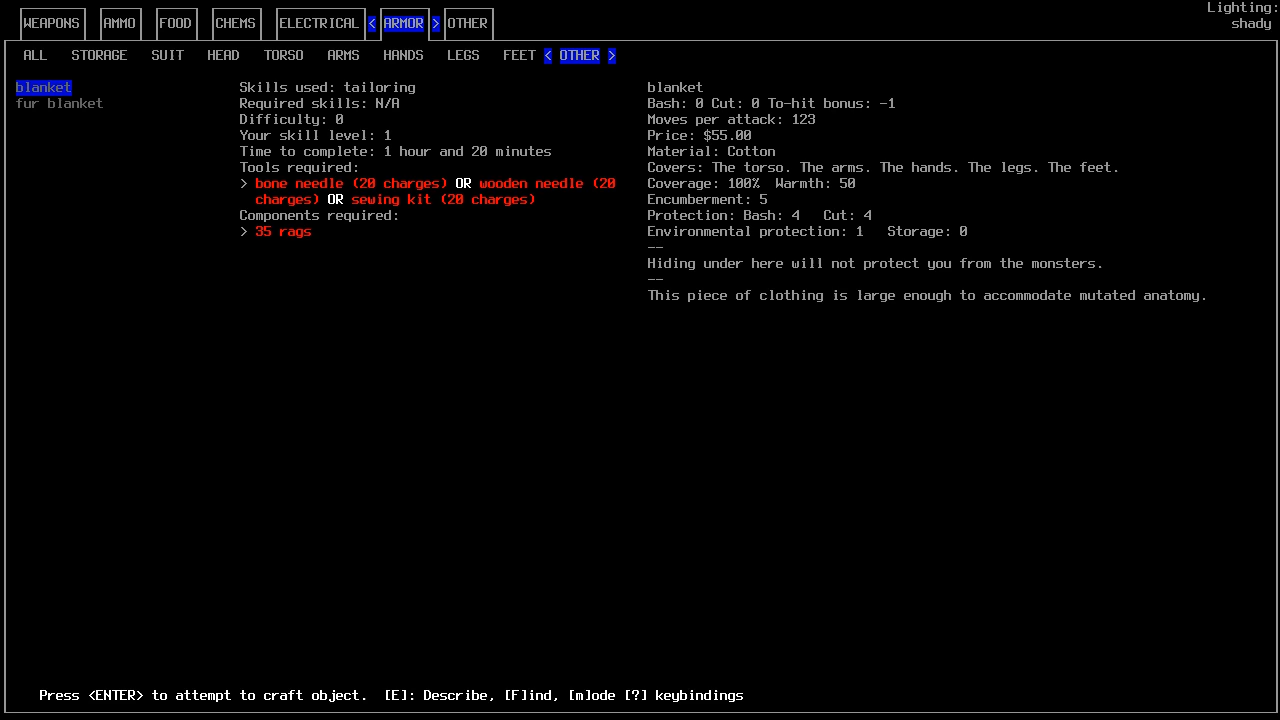 Lighting:
WEAPONS AMMO FOOD CHEMS ELECTRICAL < ARMOR > OTHER shady
ALL STORAGE SUIT HEAD TORSO ARMS HANDS LEGS FEET < OTHER >
blanket Skills used: tailoring blanket
fur blanket Required skills: N/A Bash: 0 Cut: 0 To-hit bonus: -1
Difficulty: 0 Moves per attack: 123
Your skill level: 1 Price: $55.00
Time to complete: 1 hour and 20 minutes Material: Cotton
Tools required: Covers: The torso. The arms. The hands. The legs. The feet.
> bone needle (20 charges) OR wooden needle (20 Coverage: 100% Warmth: 50
charges) OR sewing kit (20 charges) Encumberment: 5
Components required: Protection: Bash: 4 Cut: 4
> 35 rags Environmental protection: 1 Storage: 0
--
Hiding under here will not protect you from the monsters.
--
This piece of clothing is large enough to accommodate mutated anatomy.
Press <ENTER> to attempt to craft object. [E]: Describe, [F]ind, [m]ode [?] keybindings